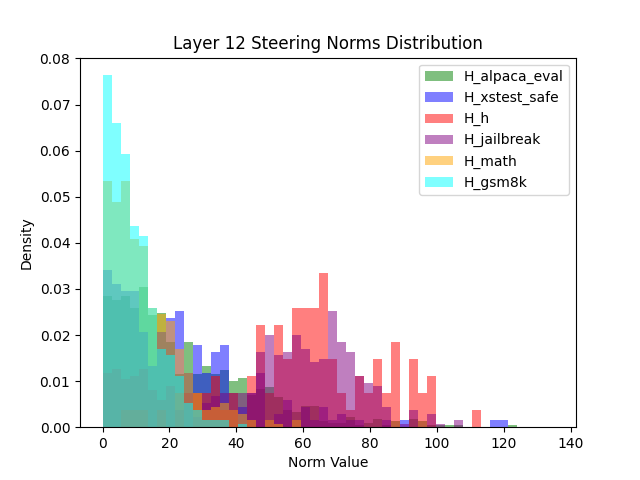 Layer 12 Steering Norms Distribution
H_alpaca_eval
H_xstest_safe
H_h
H_jailbreak
H_math
H_gsm8k
Density
0.08
0.07
0.06
0.05
0.04
0.03
0.02
0.01
0.00
0 20 40 60 80 100 120 140
Norm Value